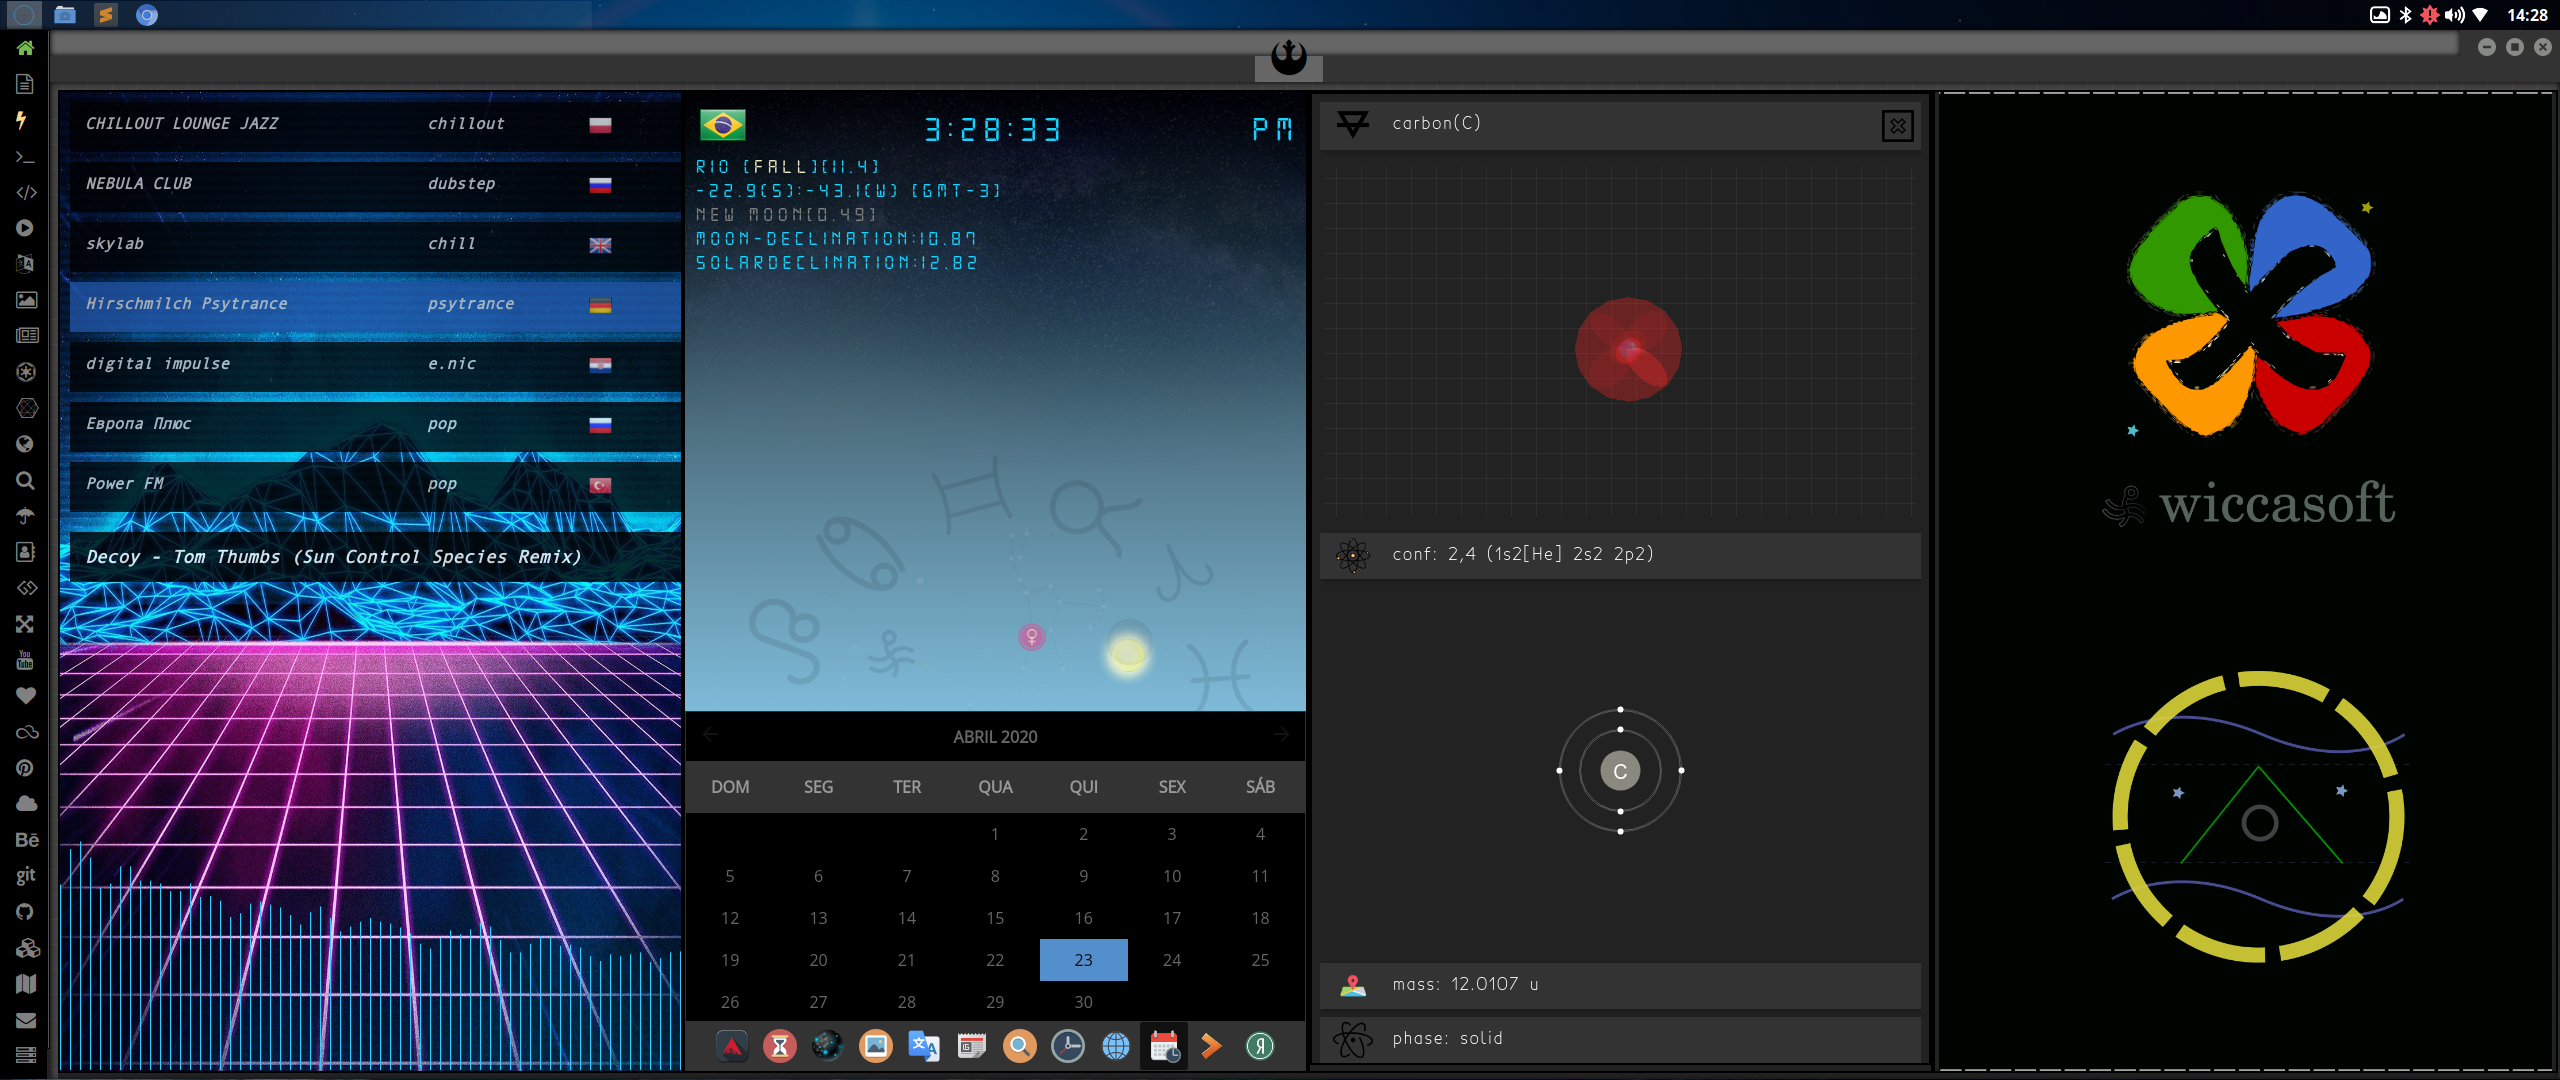 14:28
You
Tube
Bē
git
CHILLOUT LOUNGE JAZZ chillout
NEBULA CLUB dubstep
skylab chill
Hirschmilch Psytrance psytrance
digital impulse e.nic
Европа Плюс pop
Power FM pop
Decoy - Tom Thumbs (Sun Control Species Remix)
3:28:33 PM
RIO [FALL][11.4]
-22.9(S):-43.1(W) [GMT-3]
NEW MOON[0.49]
MOON-DECLINATION:10.87
SOLARDECLINATION:12.82
ABRIL 2020
DOM SEG TER QUA QUI SEX SÁB
1 2 3 4
5 6 7 8 9 10 11
12 13 14 15 16 17 18
19 20 21 22 23 24 25
26 27 28 29 30
carbon(C)
conf: 2,4 (1s2[He] 2s2 2p2)
C
mass: 12.0107 u
phase: solid
wiccasoft